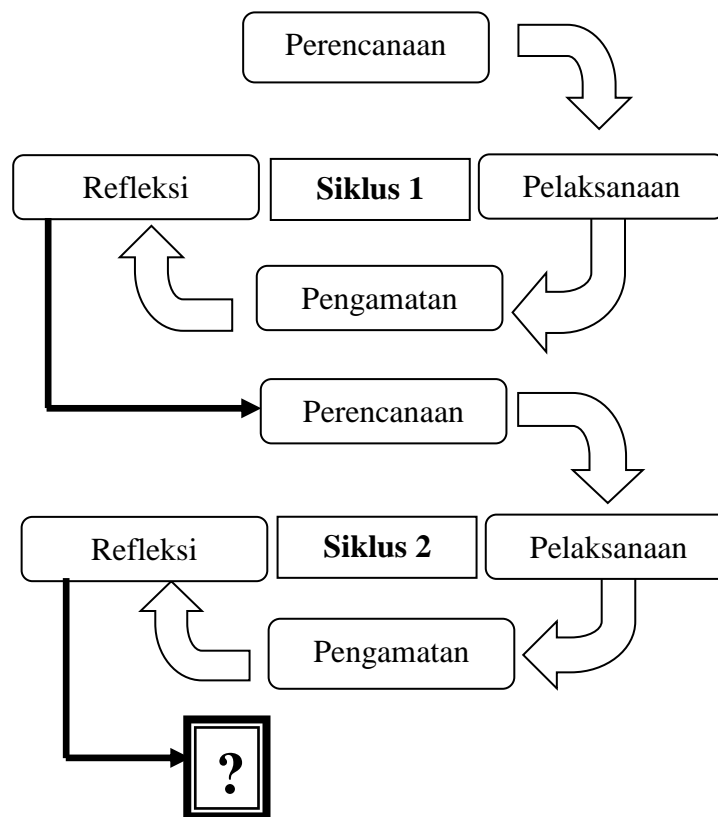 Perencanaan
Refleksi
Siklus 1
Pelaksanaan
Pengamatan
Perencanaan
Refleksi
Siklus 2
Pelaksanaan
Pengamatan
?